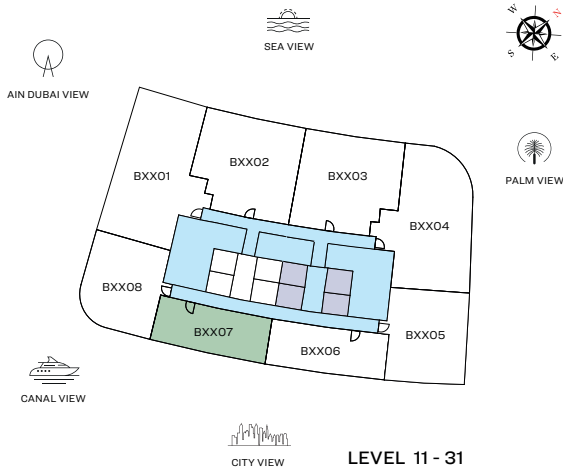 SEA VIEW
W
N
S
E
AIN DUBAI VIEW
PALM VIEW
BXX01
BXX02
BXX03
BXX04
BXX08
BXX07
BXX06
BXX05
CANAL VIEW
CITY VIEW
LEVEL 11 - 31